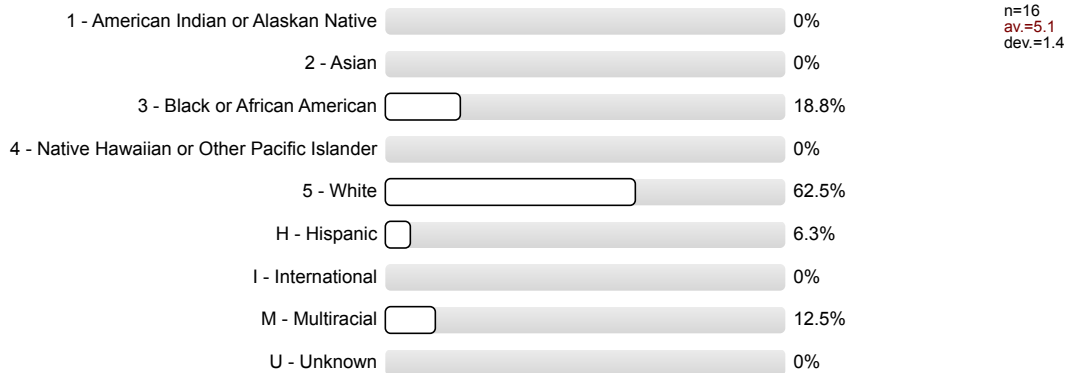 1 - American Indian or Alaskan Native 0%
2 - Asian 0%
3 - Black or African American 18.8%
4 - Native Hawaiian or Other Pacific Islander 0%
5 - White 62.5%
H - Hispanic 6.3%
I - International 0%
M - Multiracial 12.5%
U - Unknown 0%
n=16
av.=5.1
dev.=1.4